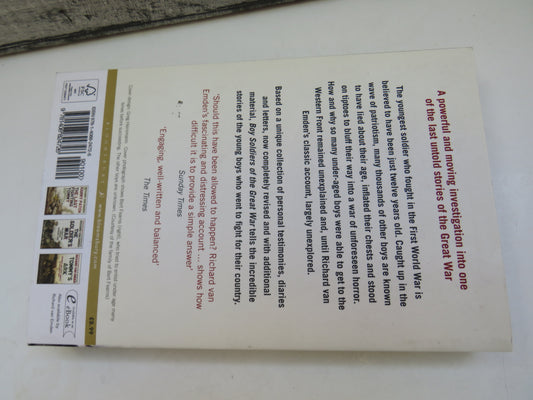 A powerful and moving investigation into one
of the last untold stories of the Great War
The youngest soldier who fought in the First World War is
believed to have been just twelve years old. Caught up in the
wave of patriotism, many thousands of other boys are known
to have lied about their age, inflated their chests and stood
on tiptoes to bluff their way into a war of unforeseen horror.
How and why so many under-aged boys were able to get to the
Western Front remained unexplained and, until Richard van
Emden's classic account, largely unexplored.
Based on a unique collection of personal testimonies, diaries
and letters, now completely revised and with additional
material, Boy Soldiers of the Great War tells the incredible
stories of the young boys who went to fight for their country.
'Should this have been allowed to happen? Richard van
Emden's fascinating and distressing account ... shows how
difficult it is to provide a simple answer'
Sunday Times
'Engaging, well-written and balanced'
The Times
£8.99
Also available by
Richard van Emden
eBook